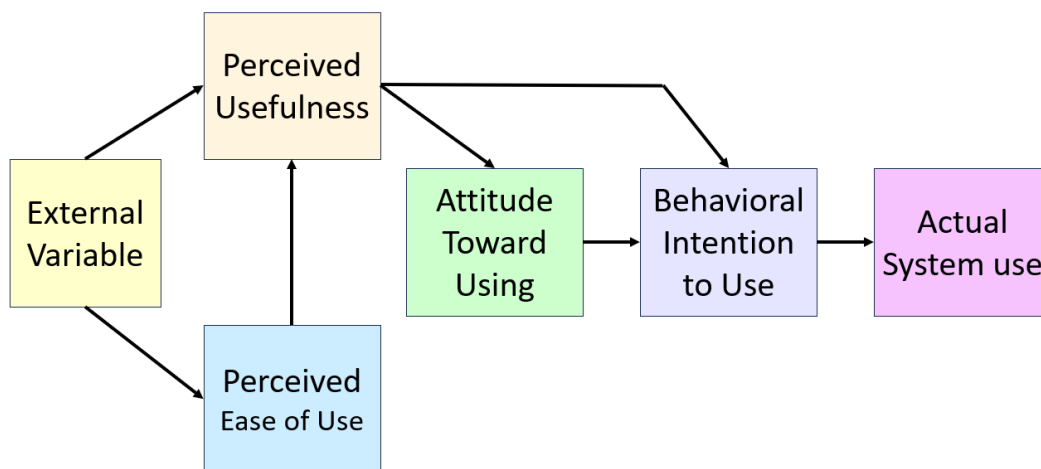 Perceived
Usefulness
External
Variable
Perceived
Ease of Use
Attitude
Toward
Using
Behavioral
Intention
to Use
Actual
System use